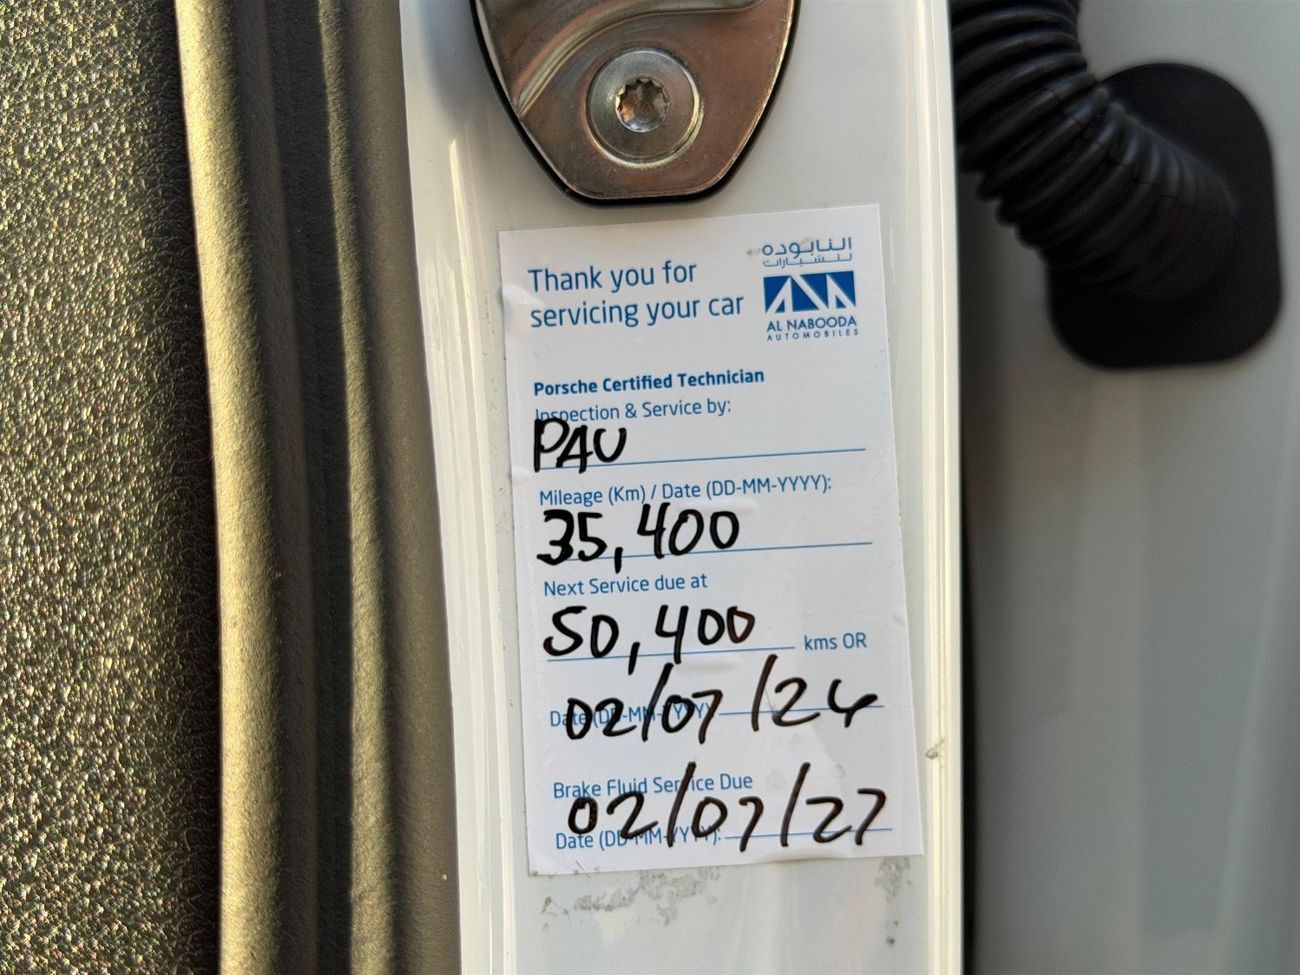 Thank you for
servicing your car
النابوده
للسيارات
AL NABOODA
AUTOMOBILES
Porsche Certified Technician
Inspection & Service by:
PAU
Mileage (Km) / Date (DD-MM-YYYY):
35,400
Next Service due at
50,400 kms OR
Date (DD-MM-YYYY) 02/07/26
Brake Fluid Service Due
Date (DD-MM-YYYY): 02/07/27